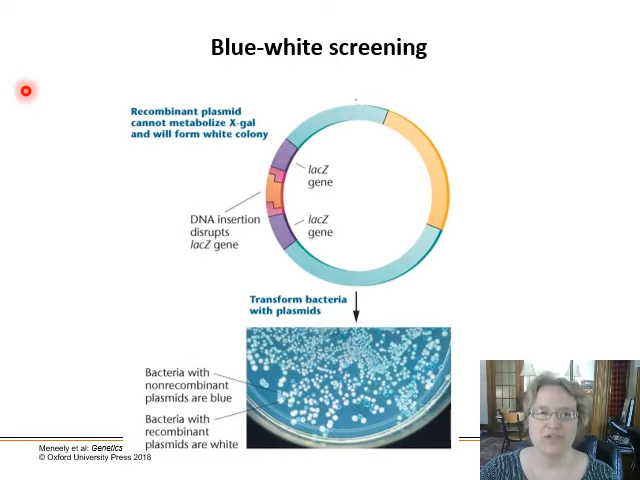 Blue-white screening
Recombinant plasmid
cannot metabolize X-gal
and will form white colony
lacZ
gene
DNA insertion
disrupts
lacZ gene
lacZ
gene
Transform bacteria
with plasmids
Bacteria with
nonrecombinant
plasmids are blue
Bacteria with
recombinant
plasmids are white
Meneely et al: Genetics
© Oxford University Press 2018